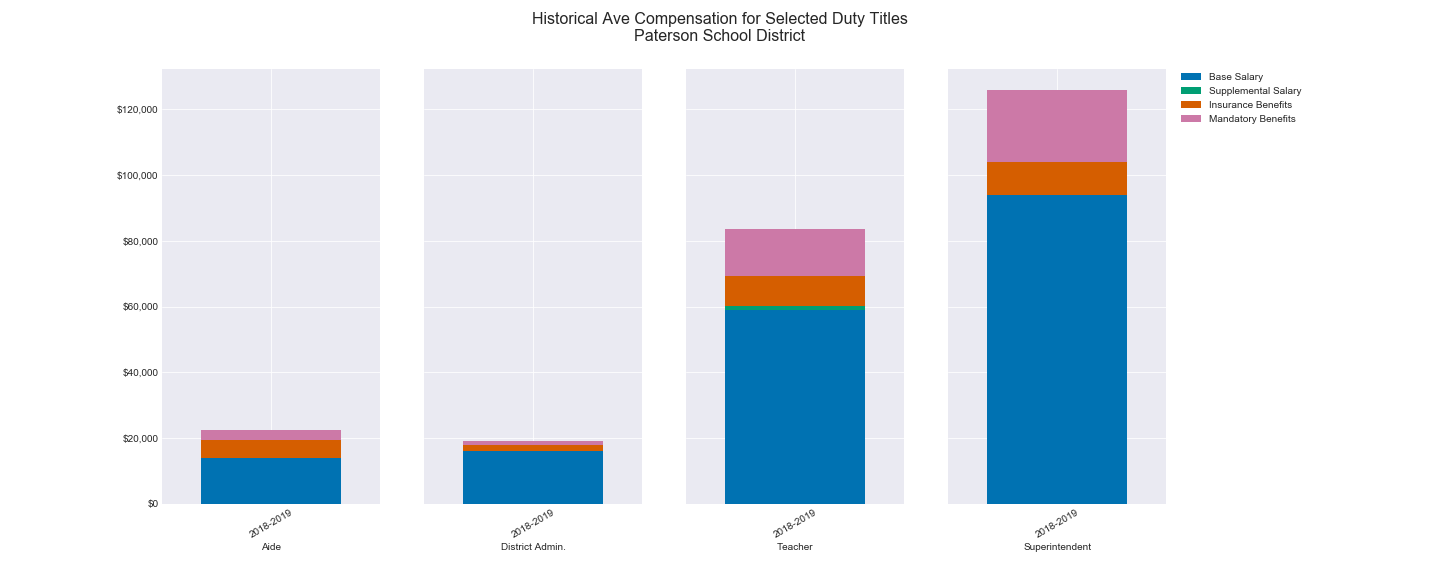 Historical Ave Compensation for Selected Duty Titles
Paterson School District
$120,000
$100,000
$80,000
$60,000
$40,000
$20,000
$0
2018-2019
Aide
2018-2019
District Admin.
2018-2019
Teacher
2018-2019
Superintendent
Base Salary
Supplemental Salary
Insurance Benefits
Mandatory Benefits